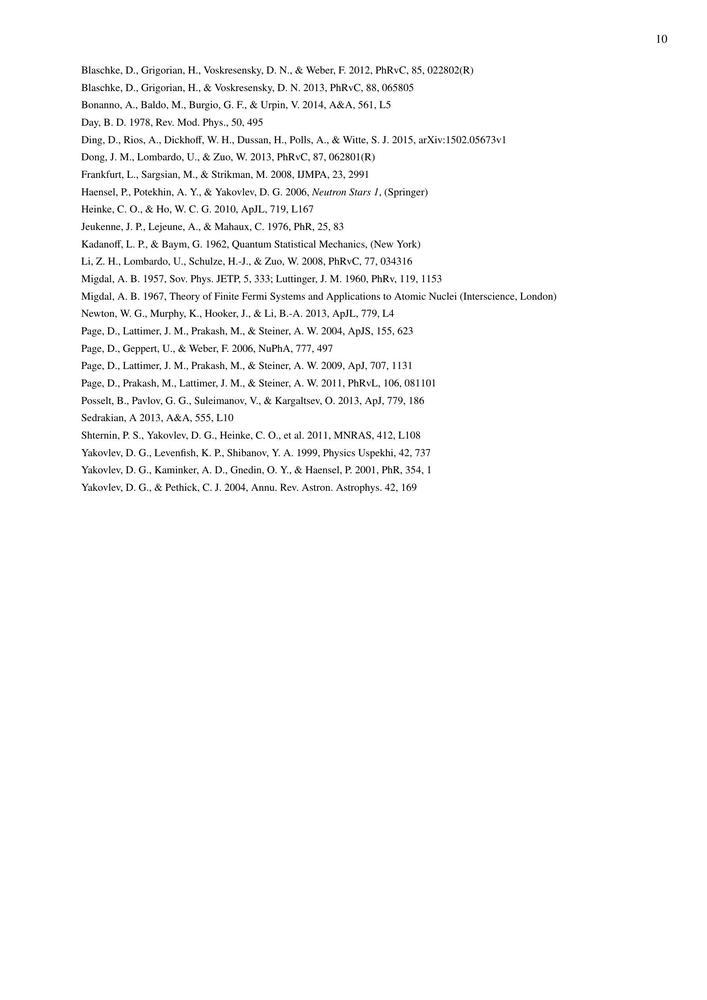 10
Blaschke, D., Grigorian, H., Voskresensky, D. N., & Weber, F. 2012, PhRvC, 85, 022802(R)
Blaschke, D., Grigorian, H., & Voskresensky, D. N. 2013, PhRvC, 88, 065805
Bonanno, A., Baldo, M., Burgio, G. F., & Urpin, V. 2014, A&A, 561, L5
Day, B. D. 1978, Rev. Mod. Phys., 50, 495
Ding, D., Rios, A., Dickhoff, W. H., Dussan, H., Polls, A., & Witte, S. J. 2015, arXiv:1502.05673v1
Dong, J. M., Lombardo, U., & Zuo, W. 2013, PhRvC, 87, 062801(R)
Frankfurt, L., Sargsian, M., & Strikman, M. 2008, IJMPA, 23, 2991
Haensel, P., Potekhin, A. Y., & Yakovlev, D. G. 2006, Neutron Stars 1, (Springer)
Heinke, C. O., & Ho, W. C. G. 2010, ApJL, 719, L167
Jeukenne, J. P., Lejeune, A., & Mahaux, C. 1976, PhR, 25, 83
Kadanoff, L. P., & Baym, G. 1962, Quantum Statistical Mechanics, (New York)
Li, Z. H., Lombardo, U., Schulze, H.-J., & Zuo, W. 2008, PhRvC, 77, 034316
Migdal, A. B. 1957, Sov. Phys. JETP, 5, 333; Luttinger, J. M. 1960, PhRv, 119, 1153
Migdal, A. B. 1967, Theory of Finite Fermi Systems and Applications to Atomic Nuclei (Interscience, London)
Newton, W. G., Murphy, K., Hooker, J., & Li, B.-A. 2013, ApJL, 779, L4
Page, D., Lattimer, J. M., Prakash, M., & Steiner, A. W. 2004, ApJS, 155, 623
Page, D., Geppert, U., & Weber, F. 2006, NuPhA, 777, 497
Page, D., Lattimer, J. M., Prakash, M., & Steiner, A. W. 2009, ApJ, 707, 1131
Page, D., Prakash, M., Lattimer, J. M., & Steiner, A. W. 2011, PhRvL, 106, 081101
Posselt, B., Pavlov, G. G., Suleimanov, V., & Kargaltsev, O. 2013, ApJ, 779, 186
Sedrakian, A 2013, A&A, 555, L10
Shternin, P. S., Yakovlev, D. G., Heinke, C. O., et al. 2011, MNRAS, 412, L108
Yakovlev, D. G., Levenfish, K. P., Shibanov, Y. A. 1999, Physics Uspekhi, 42, 737
Yakovlev, D. G., Kaminker, A. D., Gnedin, O. Y., & Haensel, P. 2001, PhR, 354, 1
Yakovlev, D. G., & Pethick, C. J. 2004, Annu. Rev. Astron. Astrophys. 42, 169